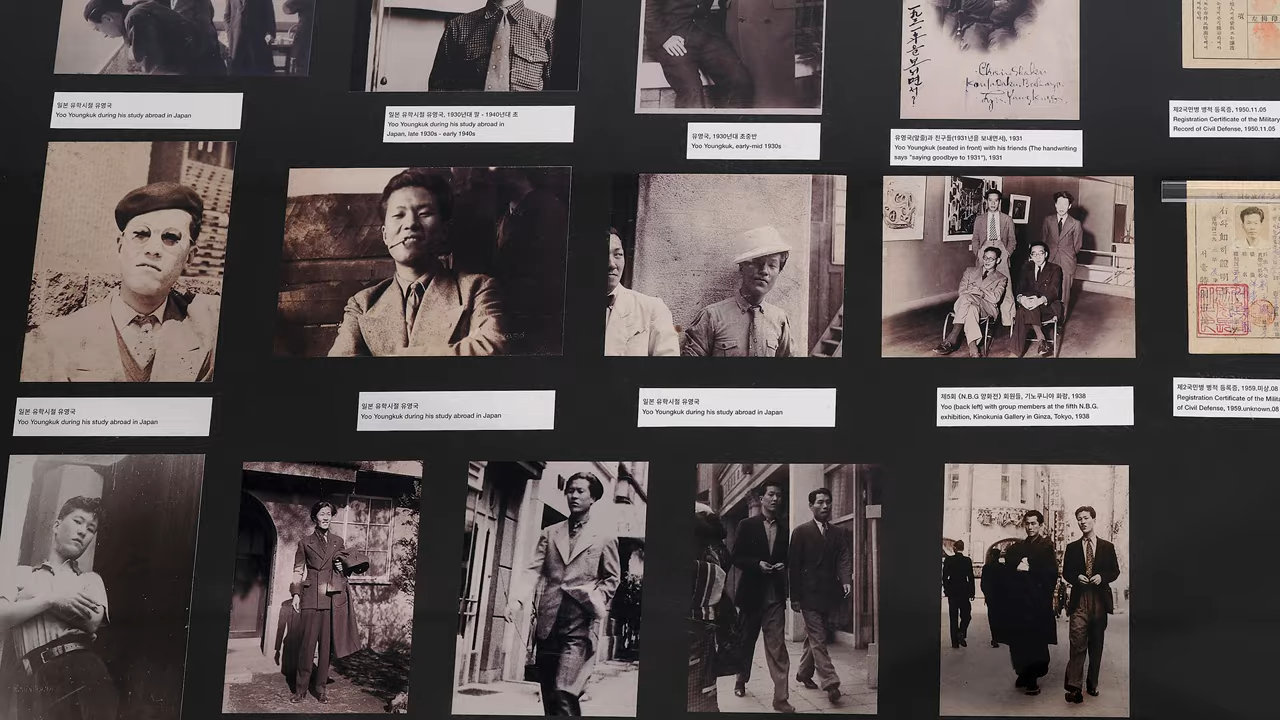 일본 유학시절 유영국
Yoo Youngkuk during his study abroad in Japan
일본 유학시절 유영국, 1930년대 말 - 1940년대 초
Yoo Youngkuk during his study abroad in
Japan, late 1930s - early 1940s
유영국, 1930년대 초중반
Yoo Youngkuk, early-mid 1930s
유영국(앞줄)과 친구들(1931년을 보내면서), 1931
Yoo Youngkuk (seated in front) with his friends (The handwriting
says "saying goodbye to 1931"), 1931
제2국민병 병적 등록증, 1950.11.05
Registration Certificate of the Military
Record of Civil Defense, 1950.11.05
일본 유학시절 유영국
Yoo Youngkuk during his study abroad in Japan
일본 유학시절 유영국
Yoo Youngkuk during his study abroad in Japan
일본 유학시절 유영국
Yoo Youngkuk during his study abroad in Japan
제5회 《N.B.G 양화전》 회원들, 기노쿠니야 화랑, 1938
Yoo (back left) with group members at the fifth N.B.G.
exhibition, Kinokunia Gallery in Ginza, Tokyo, 1938
제2국민병 병적 등록증, 1959.미상.08
Registration Certificate of the Milita
of Civil Defense, 1959.unknown.08